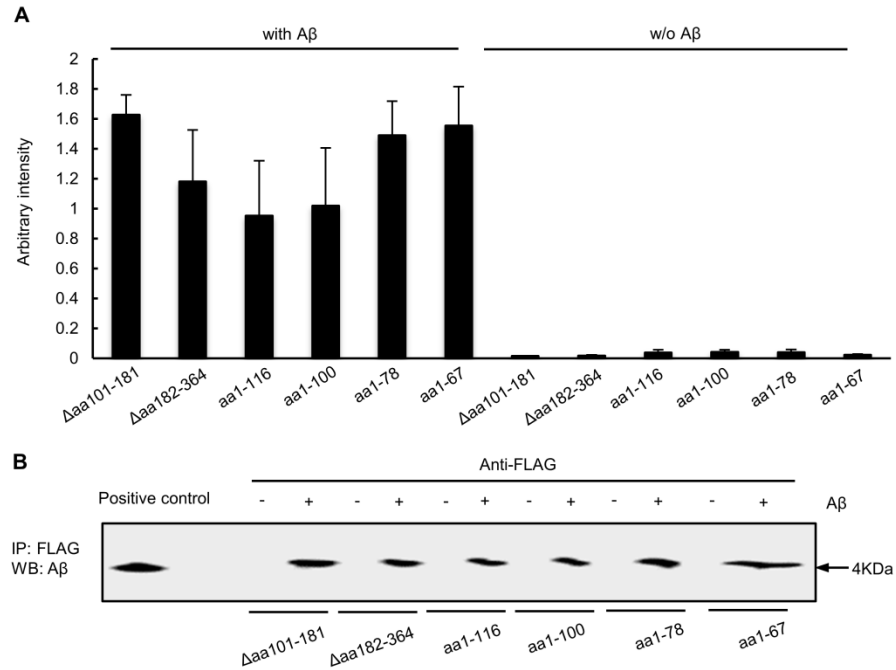 A
with Aβ
w/o Aβ
Arbitrary intensity
2
1.8
1.6
1.4
1.2
1
0.8
0.6
0.4
0.2
0
Δaa101-181
Δaa182-364
aa1-116
aa1-100
aa1-78
aa1-67
Δaa101-181
Δaa182-364
aa1-116
aa1-100
aa1-78
aa1-67
B
Anti-FLAG
Positive control - + - + - + - + - + - + Aβ
IP: FLAG
WB: Aβ
4KDa
Δaa101-181
Δaa182-364
aa1-116
aa1-100
aa1-78
aa1-67